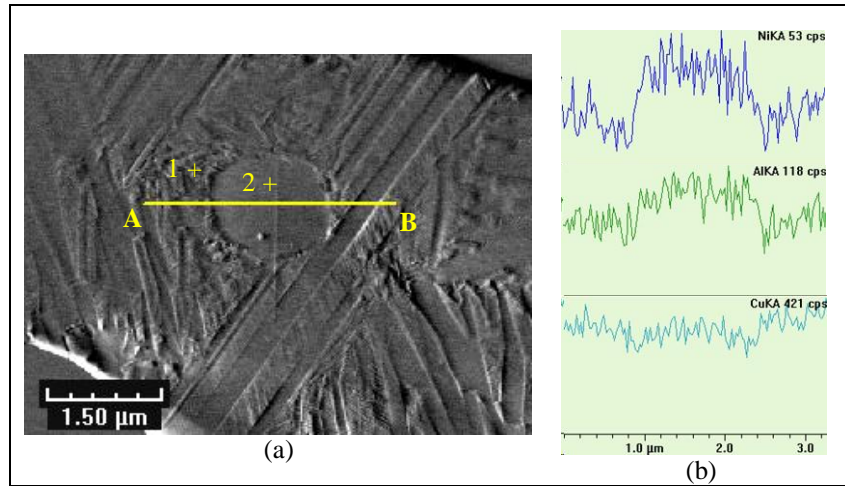 1 +
2 +
A
B
1.50 µm
(a)
NiKA 53 cps
AlKA 118 cps
CuKA 421 cps
1.0 µm 2.0 3.0
(b)